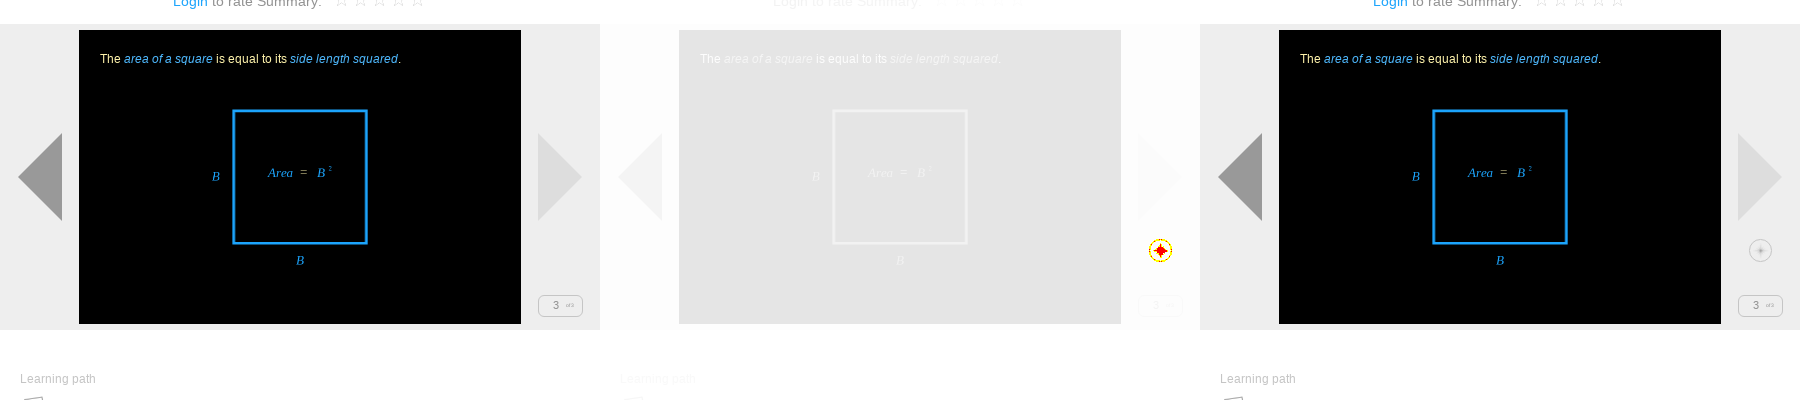 Login to rate Summary: Login to rate Summary: Login to rate Summary:
The area of a square is equal to its side length squared. The area of a square is equal to its side length squared. The area of a square is equal to its side length squared.
B Area = B 2 B Area = B 2 B Area = B 2
B B B
3 3 3
Learning path Learning path Learning path